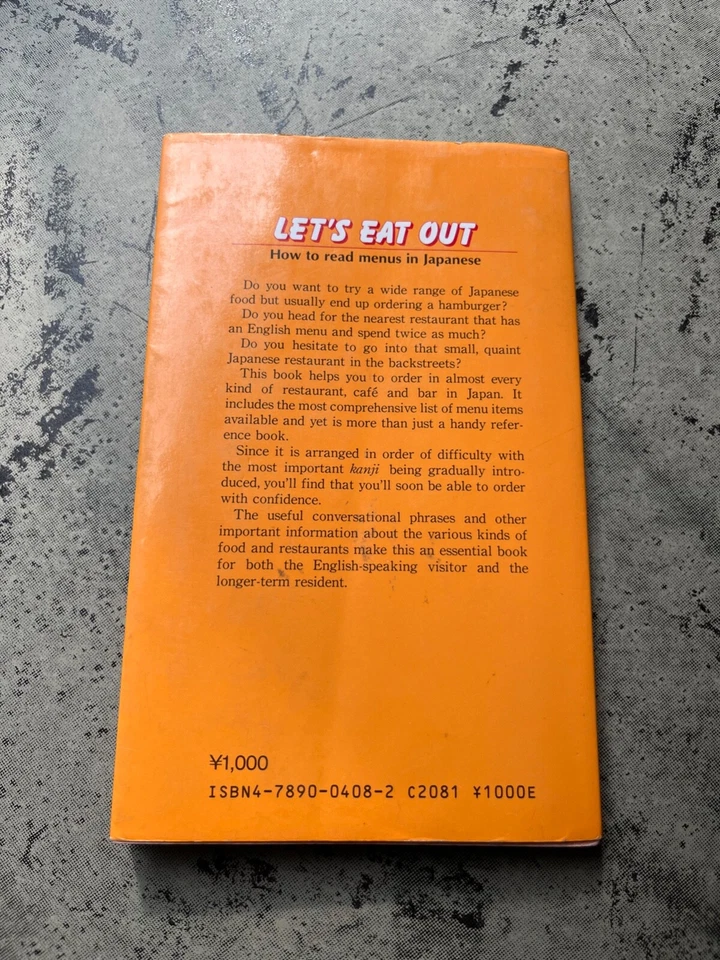 LET'S EAT OUT
How to read menus in Japanese
Do you want to try a wide range of Japanese
food but usually end up ordering a hamburger?
Do you head for the nearest restaurant that has
an English menu and spend twice as much?
Do you hesitate to go into that small, quaint
Japanese restaurant in the backstreets?
This book helps you to order in almost every
kind of restaurant, café and bar in Japan. It
includes the most comprehensive list of menu items
available and yet is more than just a handy refer-
ence book.
Since it is arranged in order of difficulty with
the most important kanji being gradually intro-
duced, you'll find that you'll soon be able to order
with confidence.
The useful conversational phrases and other
important information about the various kinds of
food and restaurants make this an essential book
for both the English-speaking visitor and the
longer-term resident.
¥1,000
ISBN4-7890-0408-2 C2081 ¥1000E